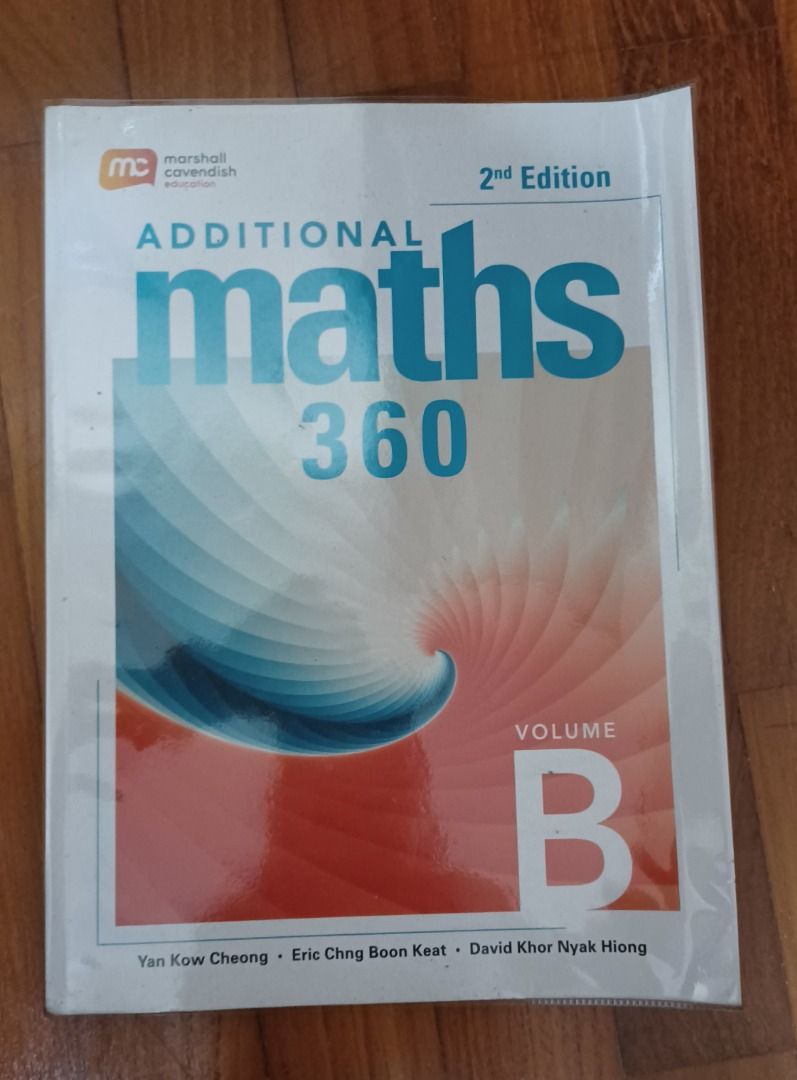 mc marshall
cavendish
education
2nd Edition
ADDITIONAL
maths
360
VOLUME
B
Yan Kow Cheong • Eric Chng Boon Keat • David Khor Nyak Hiong